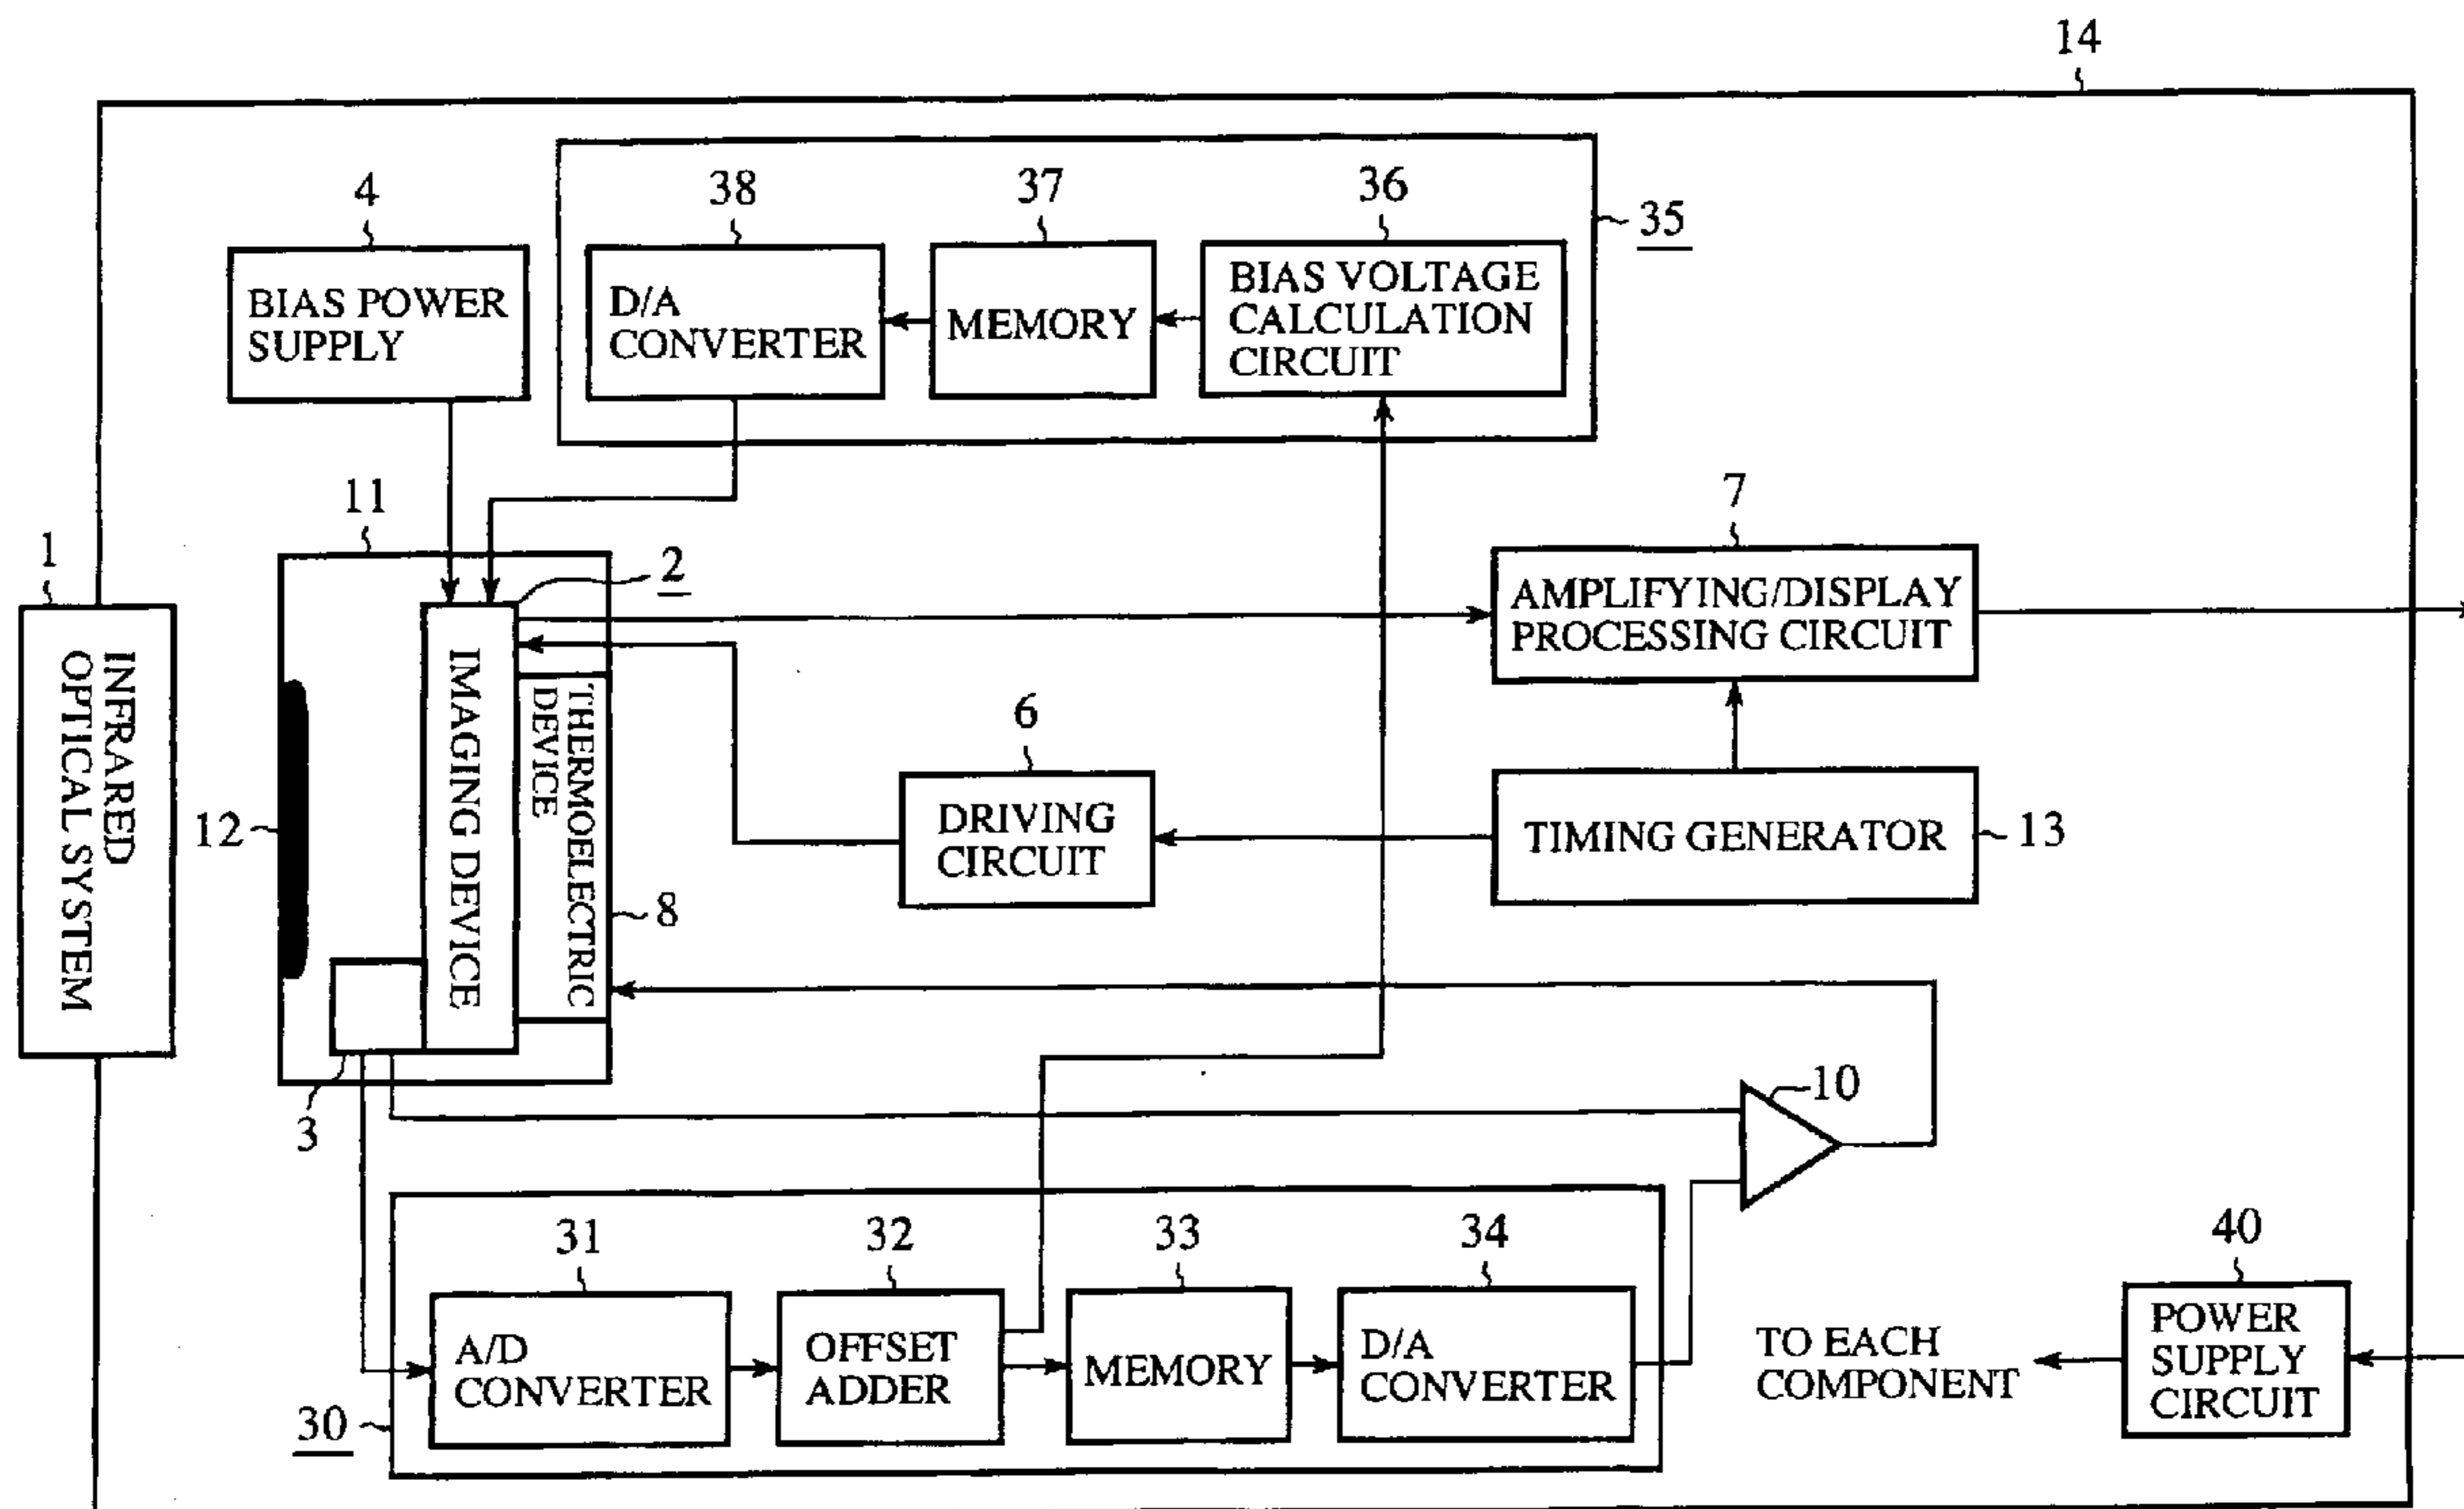 14
4
38
37
36
35
BIAS POWER
SUPPLY
D/A
CONVERTER
MEMORY
BIAS VOLTAGE
CALCULATION
CIRCUIT
11
7
1
2
AMPLIFYING/DISPLAY
PROCESSING CIRCUIT
INFRARED
OPTICAL SYSTEM
IMAGING DEVICE
THERMOELECTRIC
DEVICE
6
12
DRIVING
CIRCUIT
TIMING GENERATOR
13
8
3
10
31
32
33
34
40
A/D
CONVERTER
OFFSET
ADDER
MEMORY
D/A
CONVERTER
TO EACH
COMPONENT
POWER
SUPPLY
CIRCUIT
30